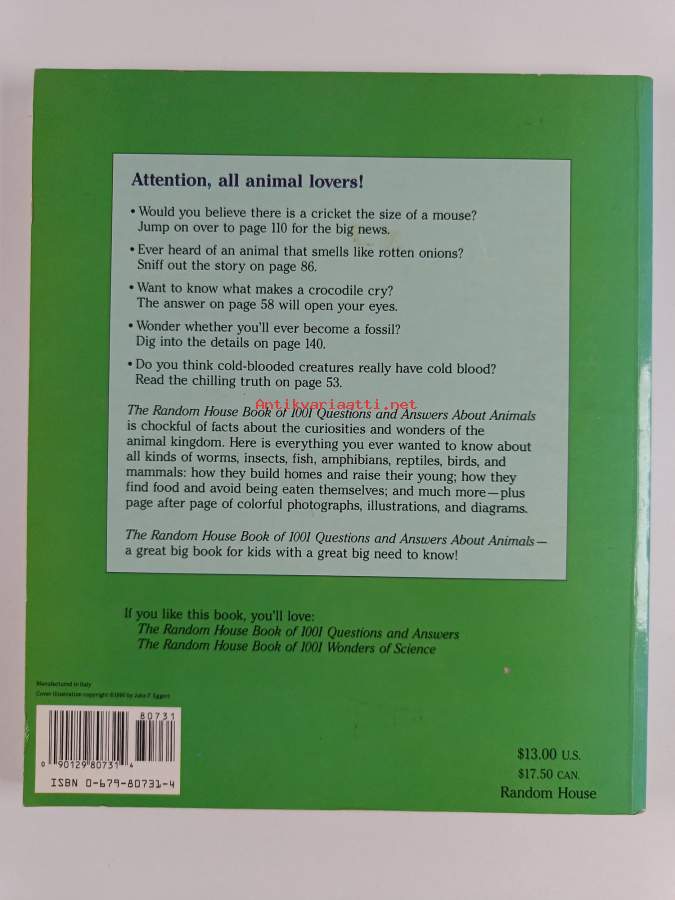 Attention, all animal lovers!
• Would you believe there is a cricket the size of a mouse?
Jump on over to page 110 for the big news.
• Ever heard of an animal that smells like rotten onions?
Sniff out the story on page 86.
• Want to know what makes a crocodile cry?
The answer on page 58 will open your eyes.
• Wonder whether you'll ever become a fossil?
Dig into the details on page 140.
• Do you think cold-blooded creatures really have cold blood?
Read the chilling truth on page 53.
Antikvariaatti.net
The Random House Book of 1001 Questions and Answers About Animals
is chockful of facts about the curiosities and wonders of the
animal kingdom. Here is everything you ever wanted to know about
all kinds of worms, insects, fish, amphibians, reptiles, birds, and
mammals: how they build homes and raise their young; how they
find food and avoid being eaten themselves; and much more—plus
page after page of colorful photographs, illustrations, and diagrams.
The Random House Book of 1001 Questions and Answers About Animals—
a great big book for kids with a great big need to know!
If you like this book, you'll love:
The Random House Book of 1001 Questions and Answers
The Random House Book of 1001 Wonders of Science
Manufactured in Italy
Cover illustration copyright ©1990 by John F. Eggert
80731
0 90129 80731 4
ISBN 0-679-80731-4
$13.00 U.S.
$17.50 CAN.
Random House